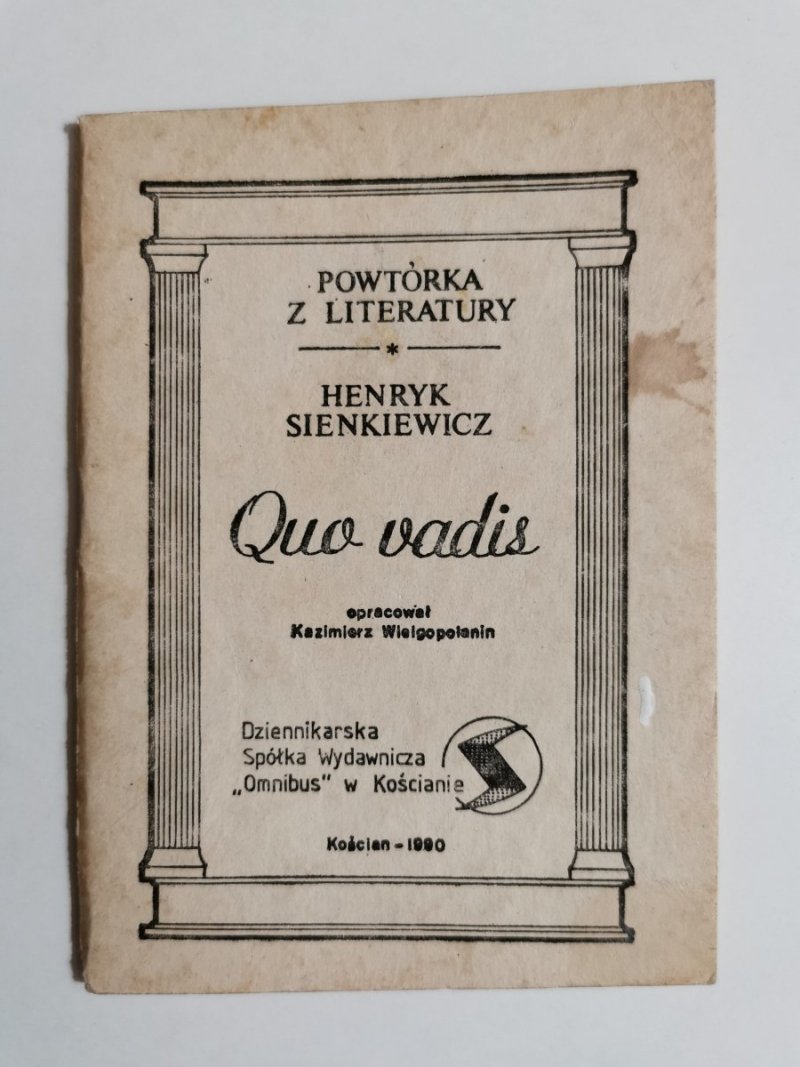 POWTÓRKA
Z LITERATURY
*
HENRYK
SIENKIEWICZ
Quo vadis
opracował
Kazimierz Wielgopolanin
Dziennikarska
Spółka Wydawnicza
„Omnibus" w Kościanie
Kościan - 1990